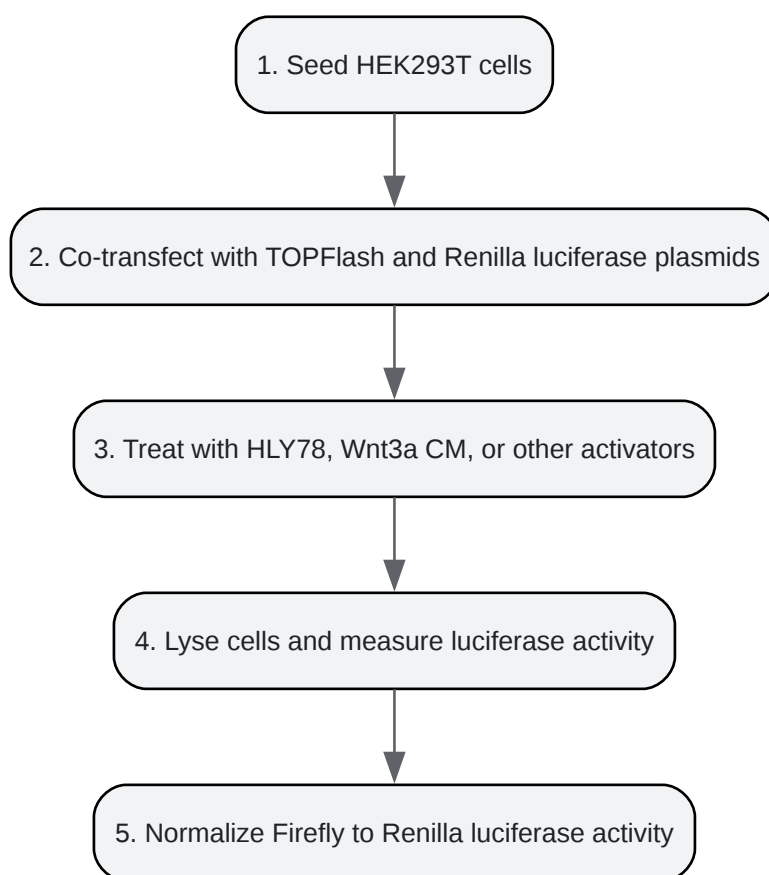 1. Seed HEK293T cells
2. Co-transfect with TOPFlash and Renilla luciferase plasmids
3. Treat with HLY78, Wnt3a CM, or other activators
4. Lyse cells and measure luciferase activity
5. Normalize Firefly to Renilla luciferase activity